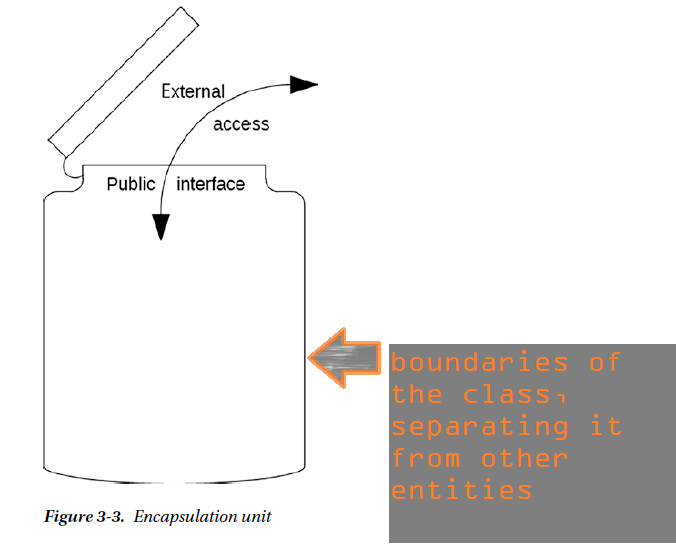 External
access
Public interface
boundaries of
the class,
separating it
from other
entities
Figure 3-3. Encapsulation unit